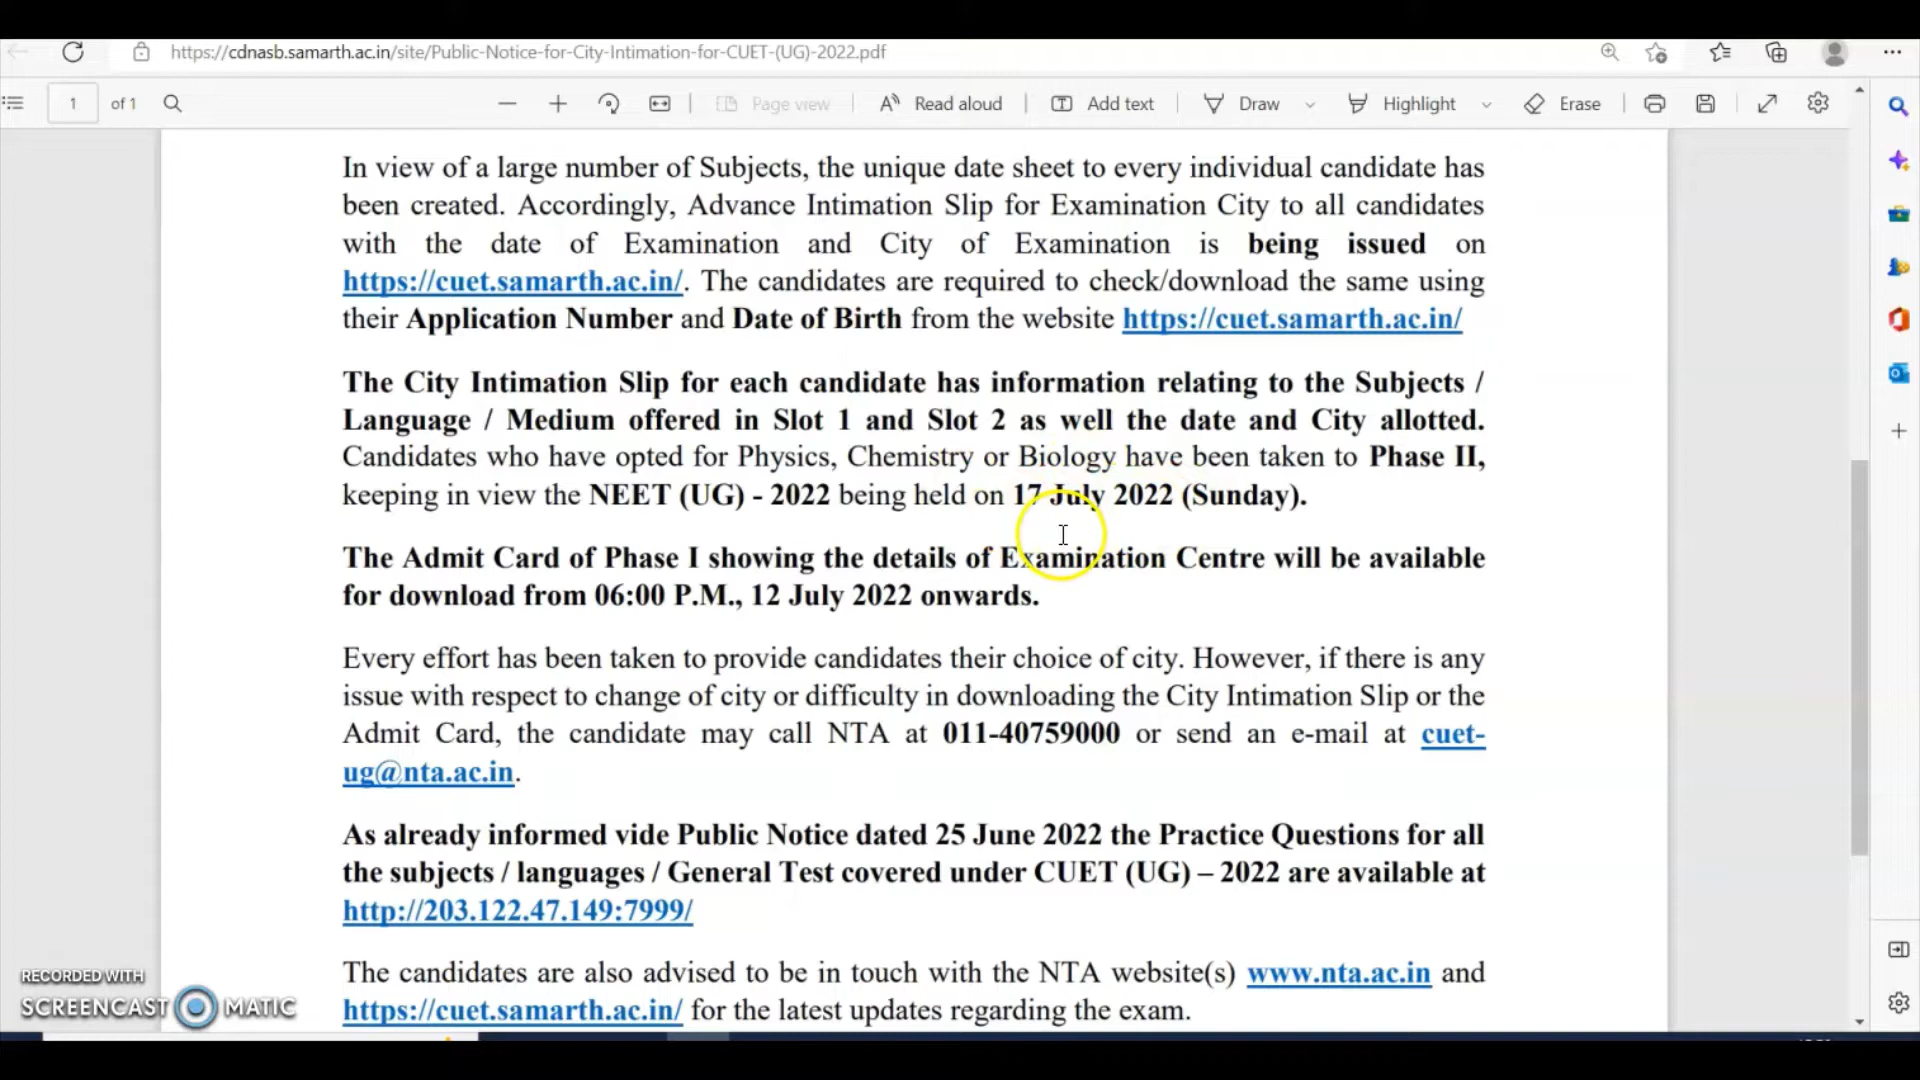 https://cdnasb.samarth.ac.in/site/Public-Notice-for-City-Intimation-for-CUET-(UG)-2022.pdf
1 of 1 Page view Read aloud Add text Draw Highlight Erase
In view of a large number of Subjects, the unique date sheet to every individual candidate has
been created. Accordingly, Advance Intimation Slip for Examination City to all candidates
with the date of Examination and City of Examination is being issued on
https://cuet.samarth.ac.in/. The candidates are required to check/download the same using
their Application Number and Date of Birth from the website https://cuet.samarth.ac.in/
The City Intimation Slip for each candidate has information relating to the Subjects /
Language / Medium offered in Slot 1 and Slot 2 as well the date and City allotted.
Candidates who have opted for Physics, Chemistry or Biology have been taken to Phase II,
keeping in view the NEET (UG) - 2022 being held on 17 July 2022 (Sunday).
The Admit Card of Phase I showing the details of Examination Centre will be available
for download from 06:00 P.M., 12 July 2022 onwards.
Every effort has been taken to provide candidates their choice of city. However, if there is any
issue with respect to change of city or difficulty in downloading the City Intimation Slip or the
Admit Card, the candidate may call NTA at 011-40759000 or send an e-mail at cuet-
ug@nta.ac.in.
As already informed vide Public Notice dated 25 June 2022 the Practice Questions for all
the subjects / languages / General Test covered under CUET (UG) – 2022 are available at
http://203.122.47.149:7999/
The candidates are also advised to be in touch with the NTA website(s) www.nta.ac.in and
https://cuet.samarth.ac.in/ for the latest updates regarding the exam.
RECORDED WITH
SCREENCAST MATIC